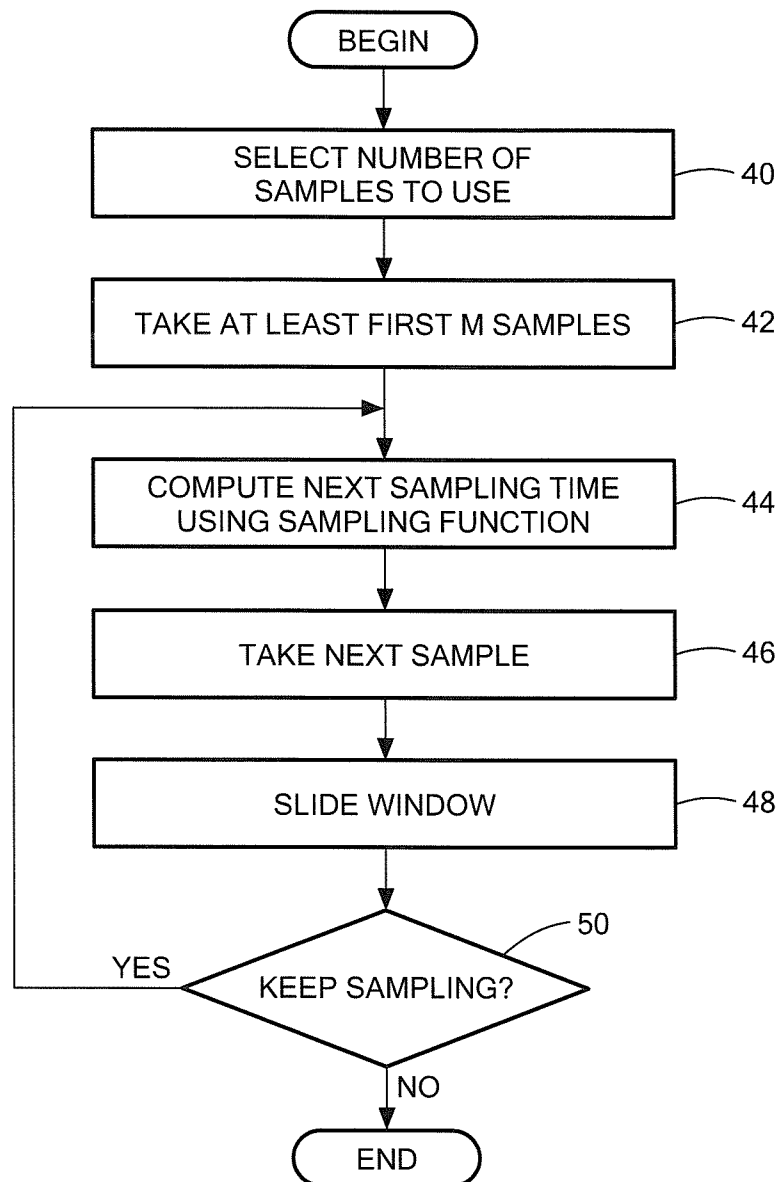 BEGIN
SELECT NUMBER OF
SAMPLES TO USE
40
TAKE AT LEAST FIRST M SAMPLES
42
COMPUTE NEXT SAMPLING TIME
USING SAMPLING FUNCTION
44
TAKE NEXT SAMPLE
46
SLIDE WINDOW
48
50
YES
KEEP SAMPLING?
NO
END